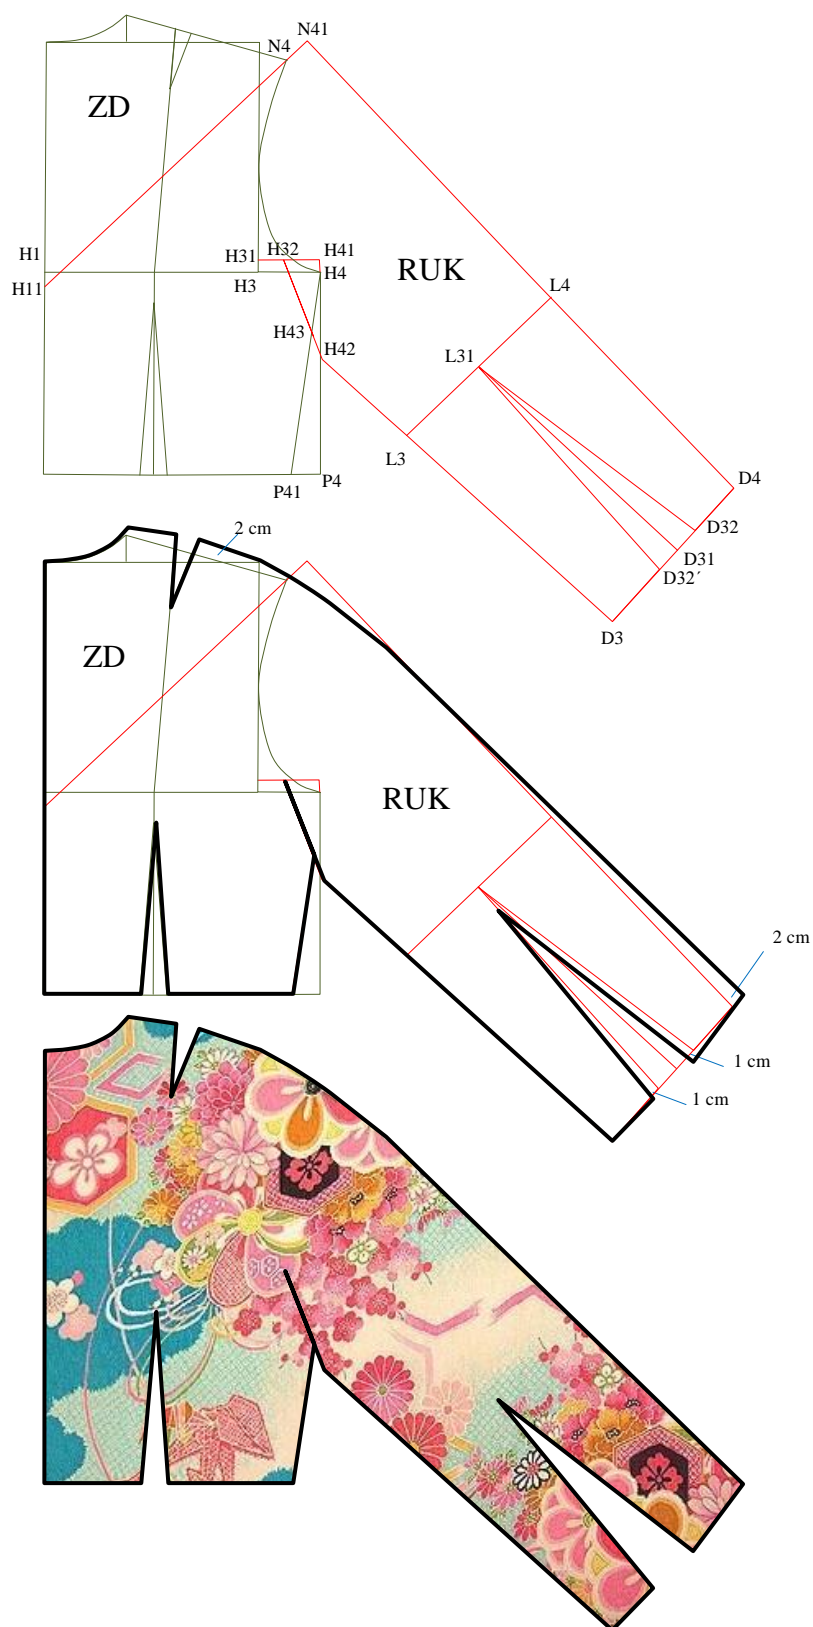 N41
N4
ZD
H1
H31
H32
H41
RUK
H4
H11
H3
L4
H43
H42
L31
L3
D4
P41
P4
D32
2 cm
D31
D32´
D3
ZD
RUK
2 cm
1 cm
1 cm